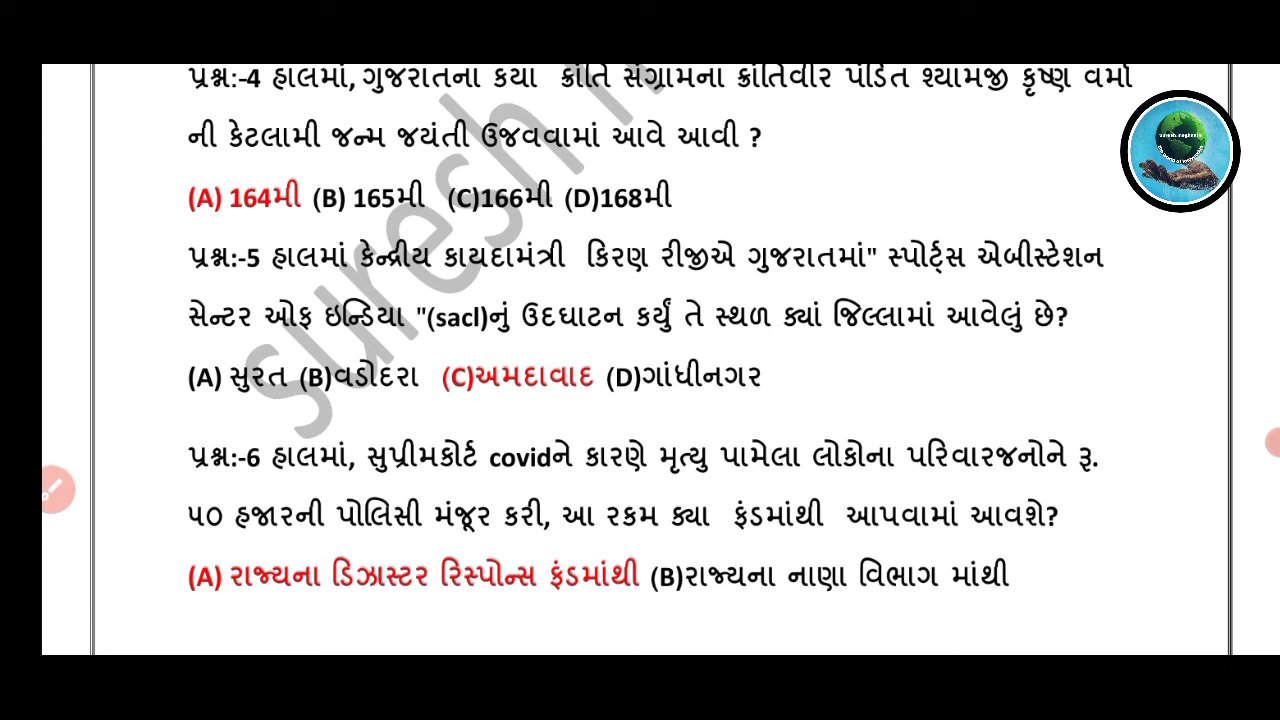 પ્રશ્ન:-4 હાલમાં, ગુજરાતના કયા ક્રાંતિ સંગ્રામના ક્રાંતિવીર પંડિત શ્યામજી કૃષ્ણ વર્મા
ની કેટલામી જન્મ જયંતી ઉજવવામાં આવે આવી ?
(A) 164મી (B) 165મી (C)166મી (D)168મી
પ્રશ્ન:-5 હાલમાં કેન્દ્રીય કાયદામંત્રી કિરણ રીજીએ ગુજરાતમાં" સ્પોર્ટ્સ એબીસ્ટેશન
સેન્ટર ઓફ ઇન્ડિયા "(sacl)નું ઉદઘાટન કર્યું તે સ્થળ ક્યાં જિલ્લામાં આવેલું છે?
(A) સુરત (B)વડોદરા (C)અમદાવાદ (D)ગાંધીનગર
પ્રશ્ન:-6 હાલમાં, સુપ્રીમકોર્ટ covidને કારણે મૃત્યુ પામેલા લોકોના પરિવારજનોને રૂ.
૫૦ હજારની પોલિસી મંજૂર કરી, આ રકમ ક્યા ફંડમાંથી આપવામાં આવશે?
(A) રાજ્યના ડિઝાસ્ટર રિસ્પોન્સ ફંડમાંથી (B)રાજ્યના નાણા વિભાગ માંથી
suresh